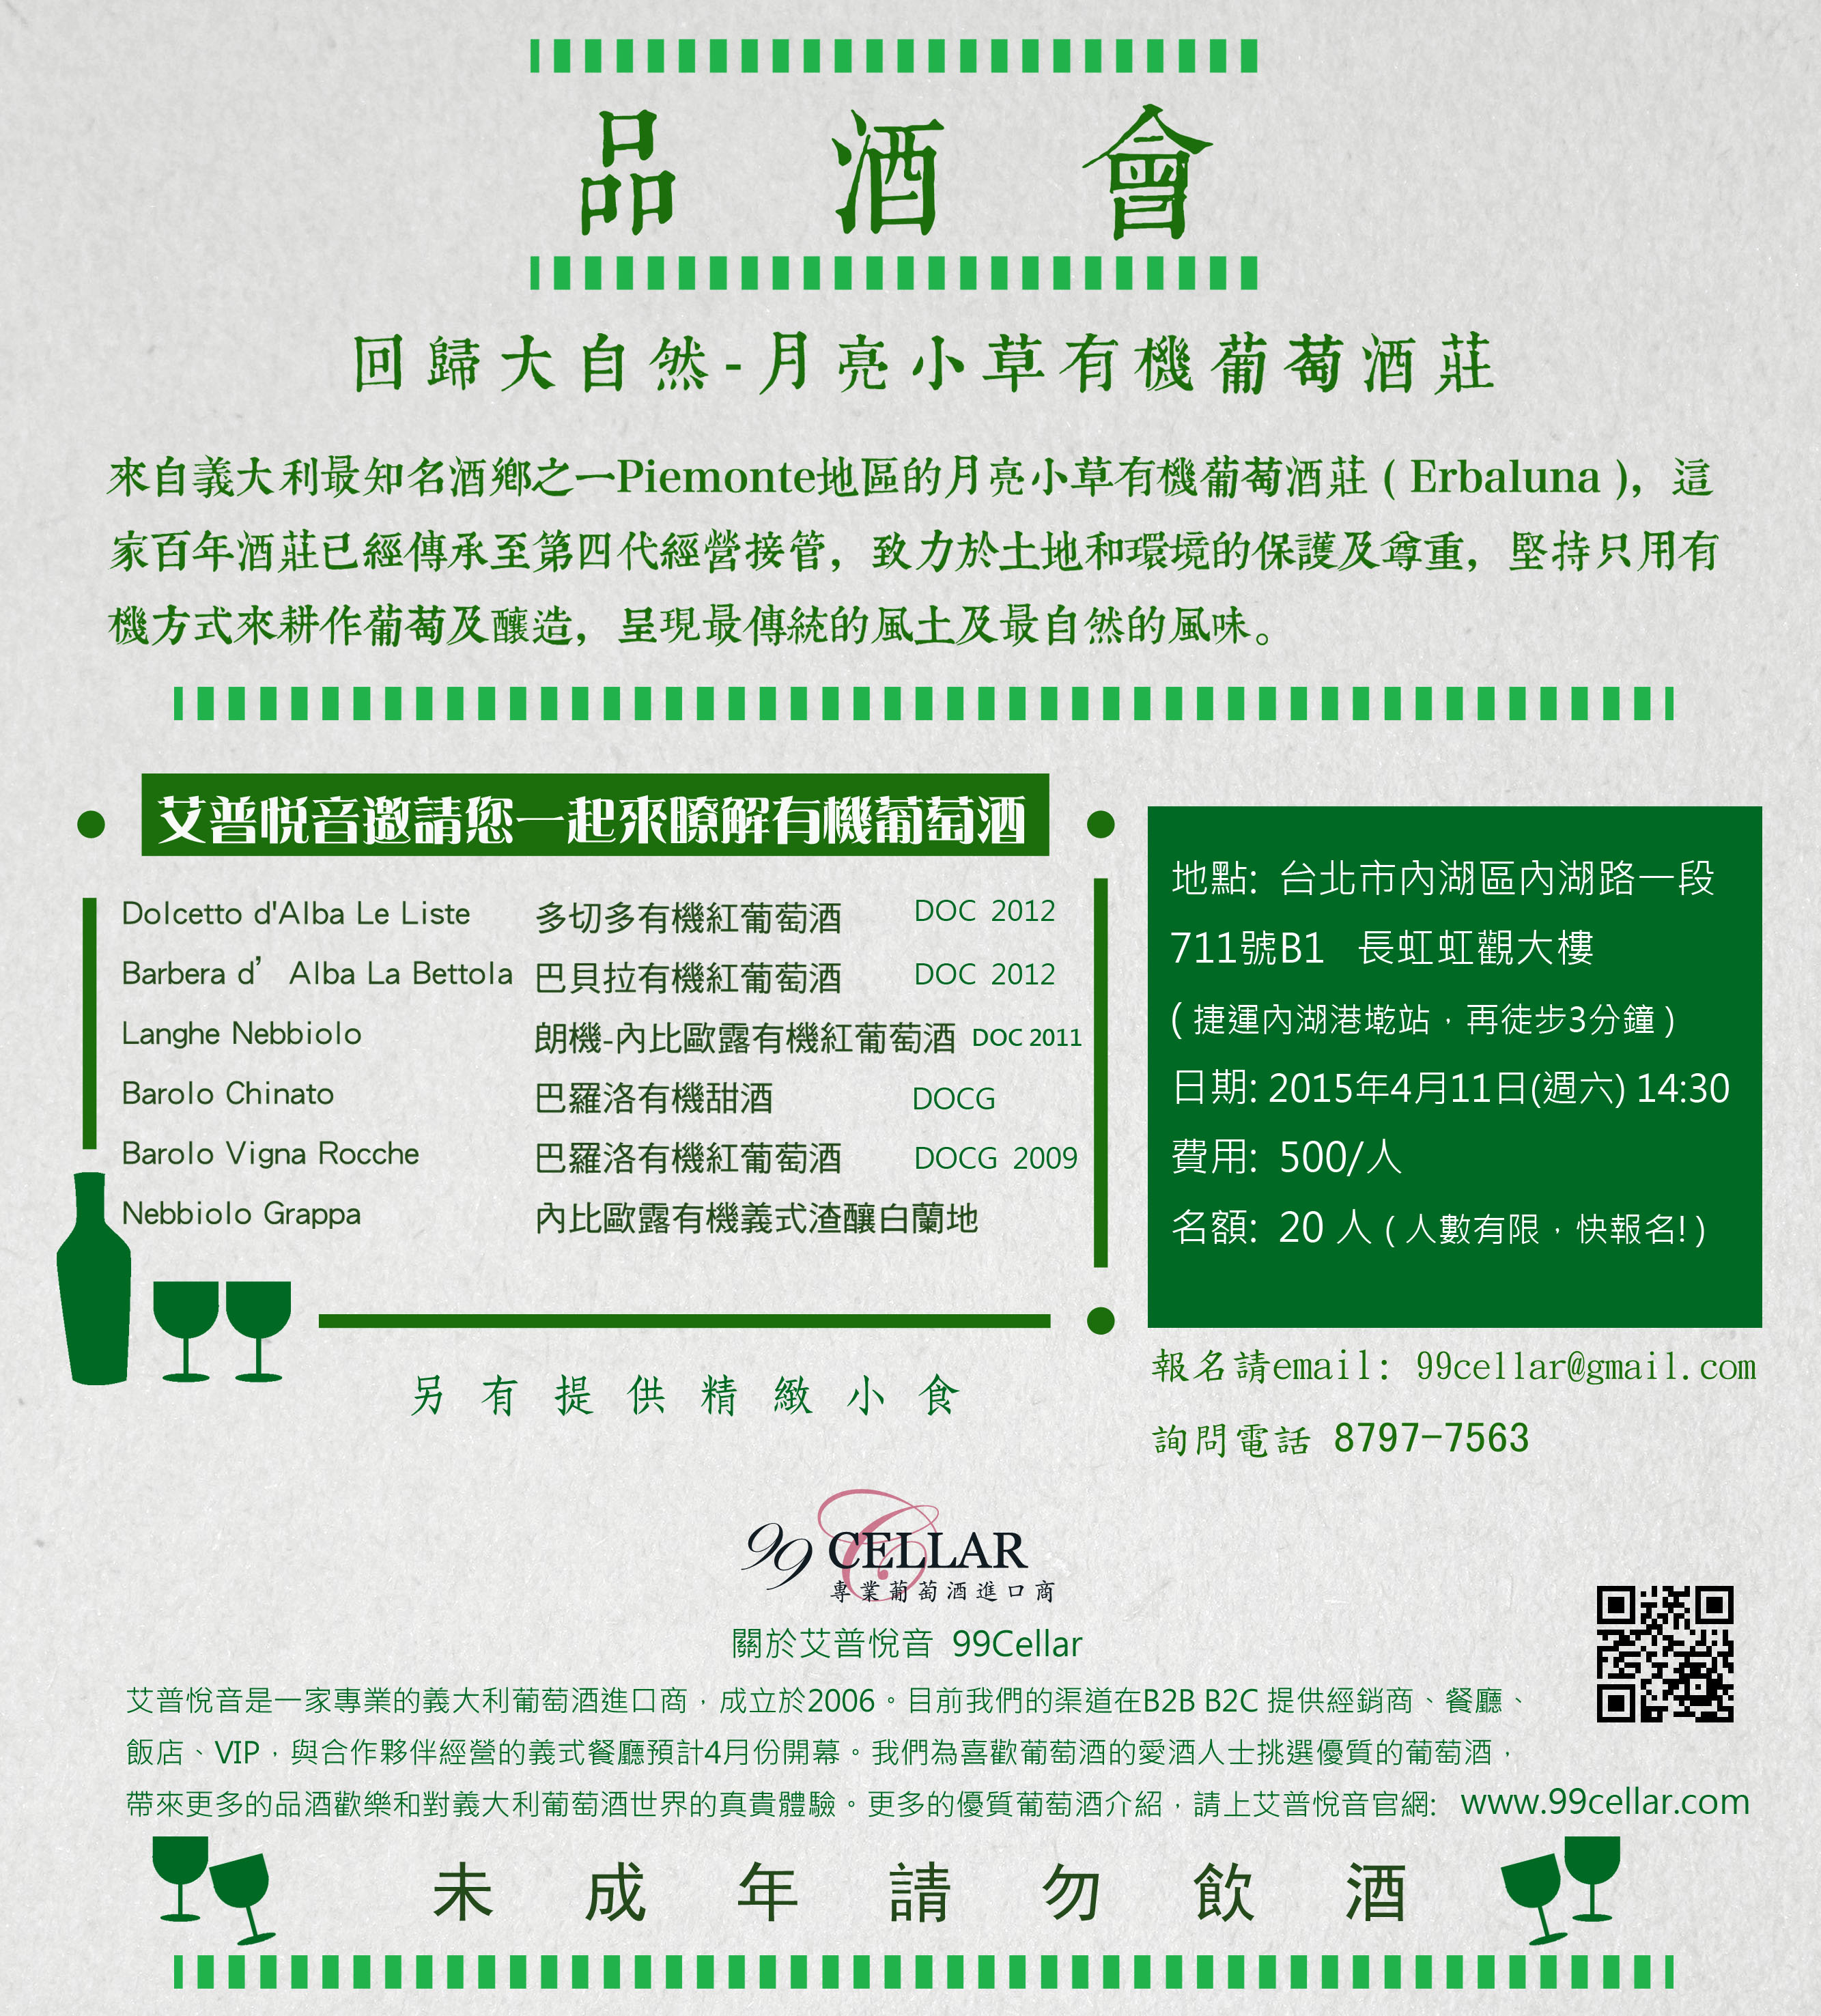 品酒會
回歸大自然-月亮小草有機葡萄酒莊
來自義大利最知名酒鄉之一Piemonte地區的月亮小草有機葡萄酒莊 ( Erbaluna )，這
家百年酒莊已經傳承至第四代經營接管，致力於土地和環境的保護及尊重，堅持只用有
機方式來耕作葡萄及釀造，呈現最傳統的風土及最自然的風味。
艾普悅音邀請您一起來瞭解有機葡萄酒
Dolcetto d'Alba Le Liste 多切多有機紅葡萄酒 DOC 2012
Barbera d’ Alba La Bettola 巴貝拉有機紅葡萄酒 DOC 2012
Langhe Nebbiolo 朗機-內比歐露有機紅葡萄酒 DOC 2011
Barolo Chinato 巴羅洛有機甜酒 DOCG
Barolo Vigna Rocche 巴羅洛有機紅葡萄酒 DOCG 2009
Nebbiolo Grappa 內比歐露有機義式渣釀白蘭地
另有提供精緻小食
地點: 台北市內湖區內湖路一段
711號B1 長虹虹觀大樓
( 捷運內湖港墘站，再徒步3分鐘 )
日期: 2015年4月11日(週六) 14:30
費用: 500/人
名額: 20 人 ( 人數有限，快報名! )
報名請email: 99cellar@gmail.com
詢問電話 8797-7563
99 CELLAR
專業葡萄酒進口商
關於艾普悅音 99Cellar
艾普悅音是一家專業的義大利葡萄酒進口商，成立於2006。目前我們的渠道在B2B B2C 提供經銷商、餐廳、
飯店、VIP，與合作夥伴經營的義式餐廳預計4月份開幕。我們為喜歡葡萄酒的愛酒人士挑選優質的葡萄酒，
帶來更多的品酒歡樂和對義大利葡萄酒世界的真貴體驗。更多的優質葡萄酒介紹，請上艾普悅音官網: www.99cellar.com
未成年請勿飲酒